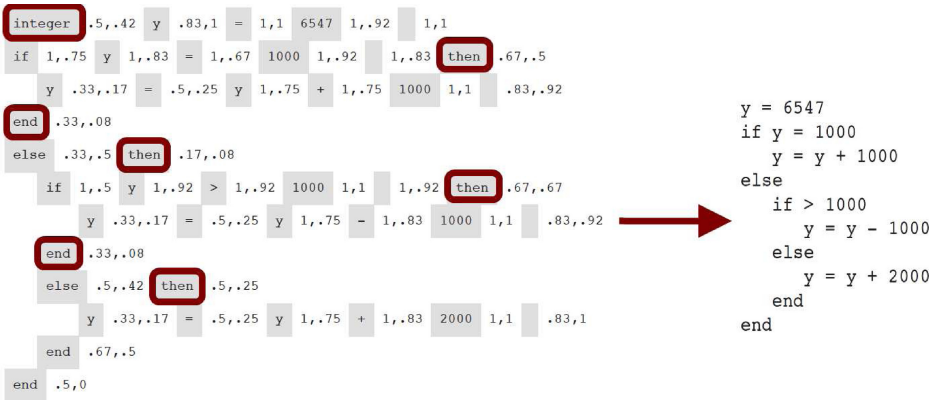 integer .5,.42 y .83,1 = 1,1 6547 1,.92 1,1
if 1,.75 y 1,.83 = 1,.67 1000 1,.92 1,.83 then .67,.5
y .33,.17 = .5,.25 y 1,.75 + 1,.75 1000 1,1 .83,.92
end .33,.08
else .33,.5 then .17,.08
if 1,.5 y 1,.92 > 1,.92 1000 1,1 1,.92 then .67,.67
y .33,.17 = .5,.25 y 1,.75 – 1,.83 1000 1,1 .83,.92
end .33,.08
else .5,.42 then .5,.25
y .33,.17 = .5,.25 y 1,.75 + 1,.83 2000 1,1 .83,1
end .67,.5
end .5,0
y = 6547
if y = 1000
y = y + 1000
else
if > 1000
y = y – 1000
else
y = y + 2000
end
end